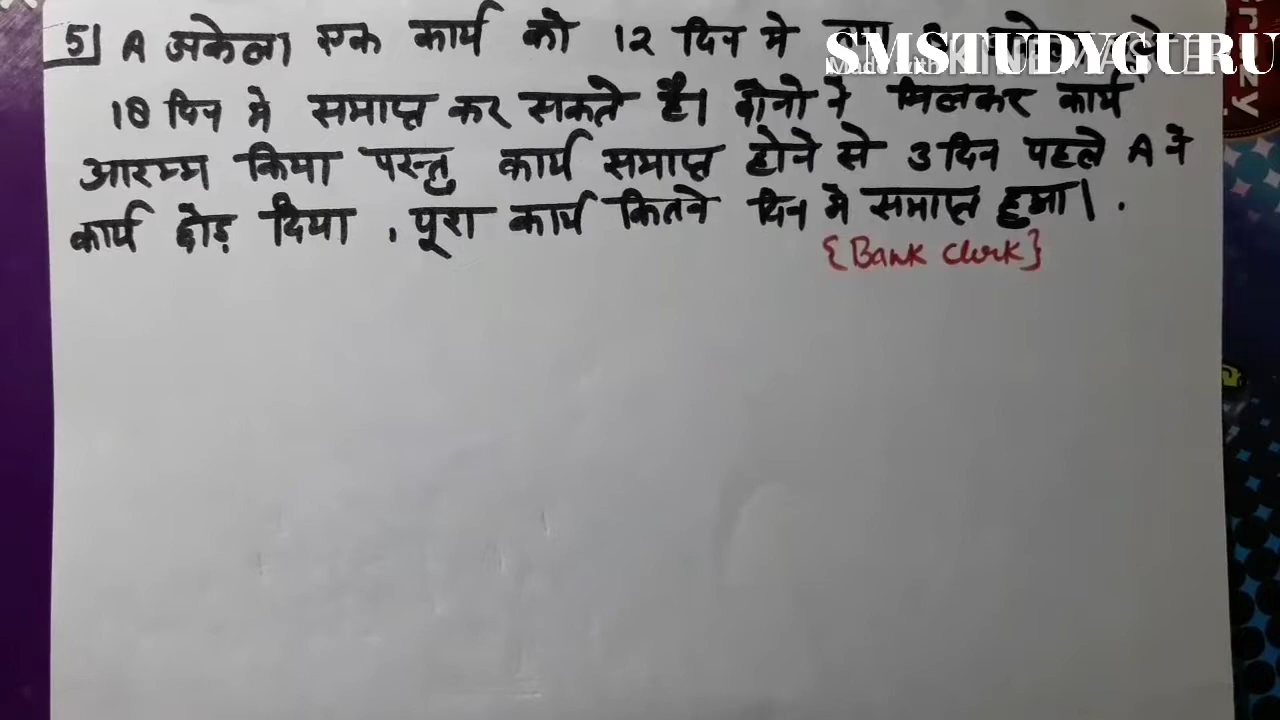 5] A अकेला एक कार्य को 12 दिन मे
SMSTUDYGURU
18 दिन मे समाप्त कर सकते है। दोनो ने मिलकर कार्य
आरम्भ किया परन्तु कार्य समाप्त होने से 3 दिन पहले A ने
कार्य छोड़ दिया , पूरा कार्य कितने दिन मे समाप्त हुआ। .
{Bank Clerk}